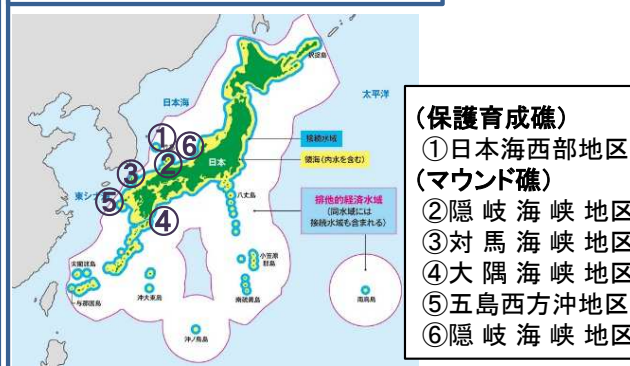 日本海
太平洋
択捉島
①
⑥
②
③
⑤
④
日本
東シナ
接続水域
領海(内水を含む)
八丈島
排他的経済水域
(同水域には
接続水域も含まれる)
小笠原
群島
尖閣諸島
与那国島
沖大東島
南硫黄島
南鳥島
沖ノ鳥島
(保護育成礁)
①日本海西部地区
(マウンド礁)
②隠 岐 海 峡 地区
③対 馬 海 峡 地区
④大 隅 海 峡 地区
⑤五島西方沖地区
⑥隠 岐 海 峡 地区